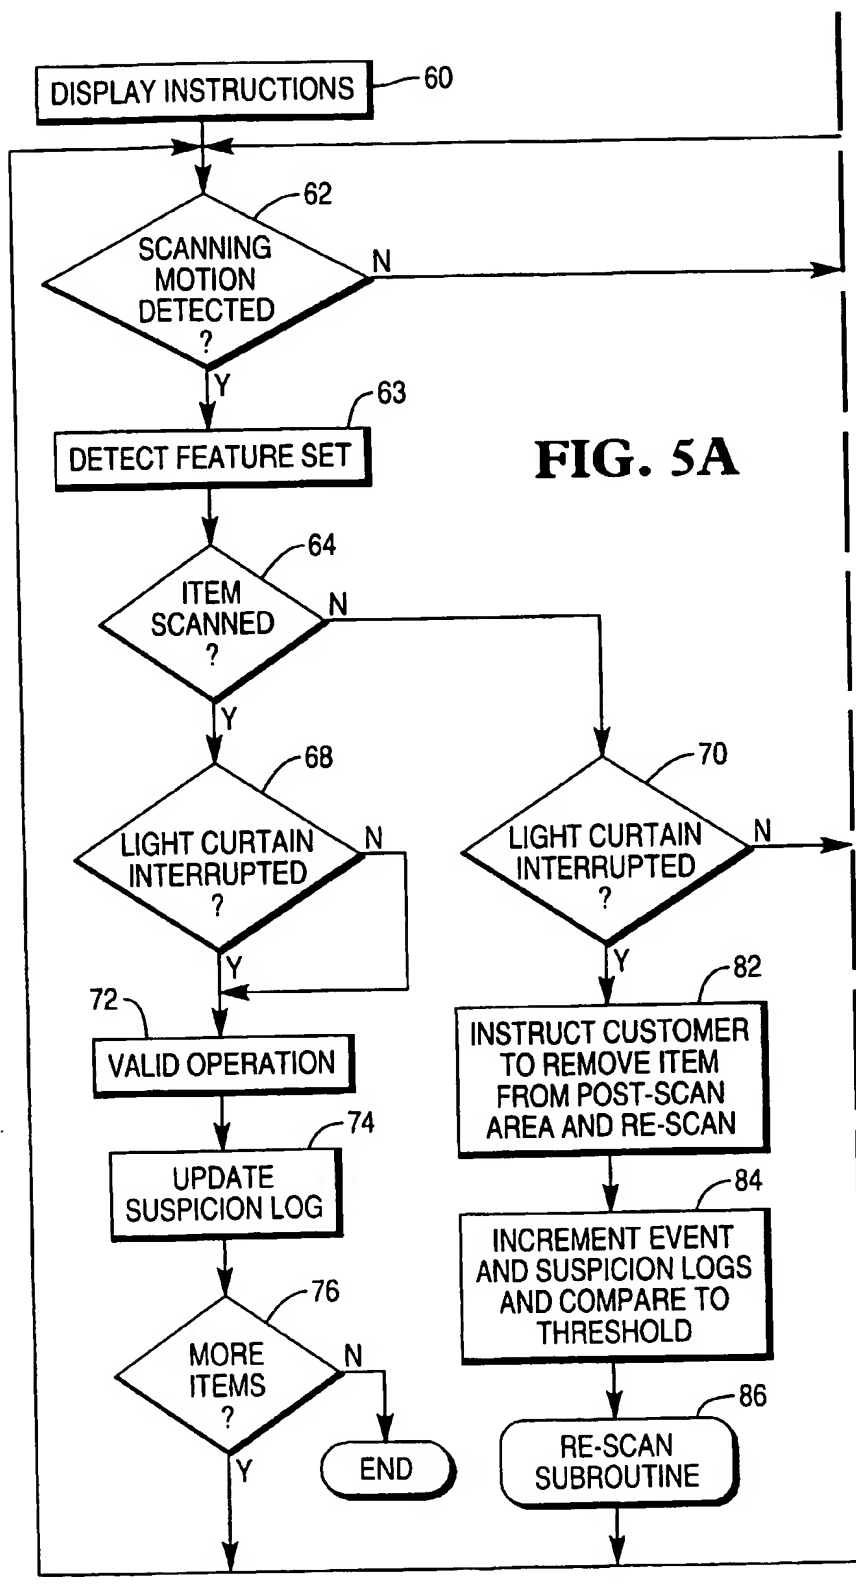 DISPLAY INSTRUCTIONS
60
62
SCANNING
MOTION
DETECTED
?
N
Y
63
DETECT FEATURE SET
FIG. 5A
64
ITEM
SCANNED
?
N
Y
68
LIGHT CURTAIN
INTERRUPTED
?
N
Y
70
LIGHT CURTAIN
INTERRUPTED
?
N
Y
72
VALID OPERATION
74
UPDATE
SUSPICION LOG
76
MORE
ITEMS
?
N
Y
END
82
INSTRUCT CUSTOMER
TO REMOVE ITEM
FROM POST-SCAN
AREA AND RE-SCAN
84
INCREMENT EVENT
AND SUSPICION LOGS
AND COMPARE TO
THRESHOLD
86
RE-SCAN
SUBROUTINE